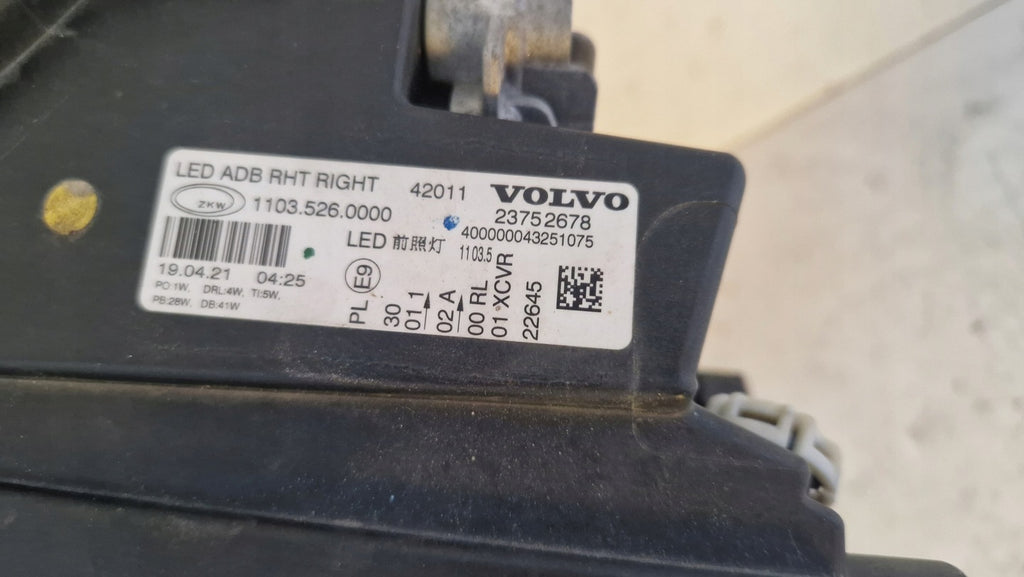 LED ADB RHT RIGHT 42011 VOLVO
ZKW 1103.526.0000 23752678
400000043251075
LED 前照灯 1103.5
19.04.21 04:25
PO:1W, DRL:4W, TI:5W,
PB:28W, DB:41W
PL E9
30
01 1
02 A
00 RL
01 XCVR
22645